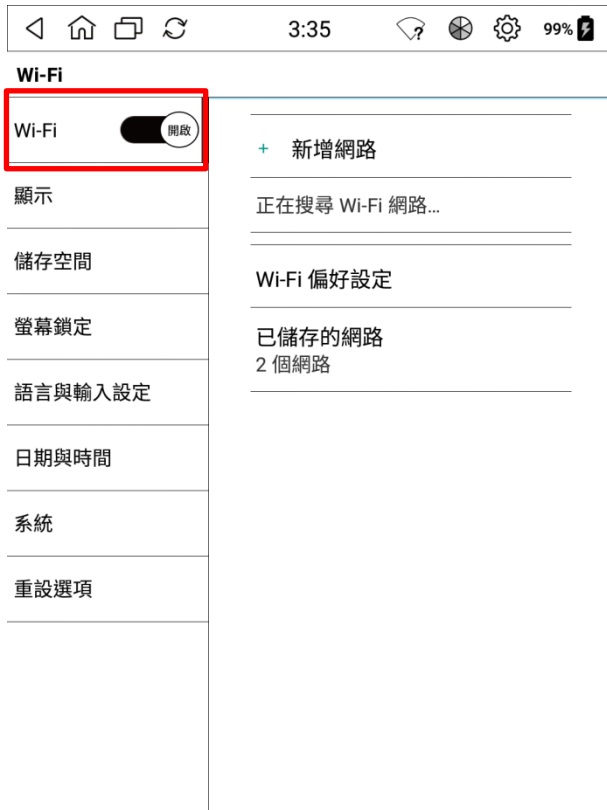 3:35
?
99%
Wi-Fi
Wi-Fi
開啟
顯示
儲存空間
螢幕鎖定
語言與輸入設定
日期與時間
系統
重設選項
+ 新增網路
正在搜尋 Wi-Fi 網路...
Wi-Fi 偏好設定
已儲存的網路
2 個網路